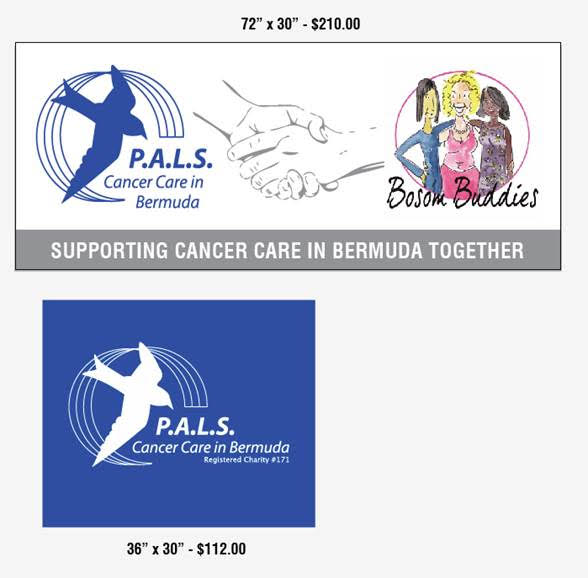 72” x 30” - $210.00
P.A.L.S.
Cancer Care in
Bermuda
Bosom Buddies
SUPPORTING CANCER CARE IN BERMUDA TOGETHER
P.A.L.S.
Cancer Care in Bermuda
Registered Charity #171
36” x 30” - $112.00